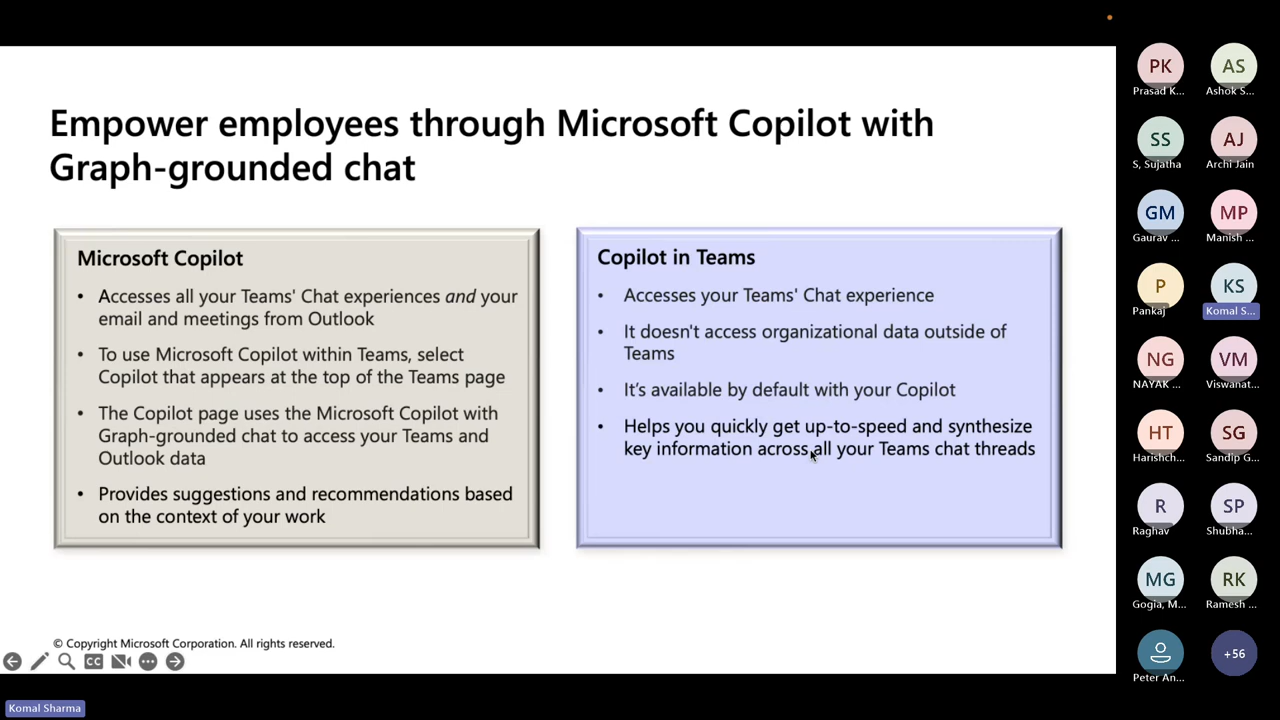 Empower employees through Microsoft Copilot with
Graph-grounded chat
Microsoft Copilot
• Accesses all your Teams' Chat experiences and your
email and meetings from Outlook
• To use Microsoft Copilot within Teams, select
Copilot that appears at the top of the Teams page
• The Copilot page uses the Microsoft Copilot with
Graph-grounded chat to access your Teams and
Outlook data
• Provides suggestions and recommendations based
on the context of your work
Copilot in Teams
• Accesses your Teams' Chat experience
• It doesn't access organizational data outside of
Teams
• It's available by default with your Copilot
• Helps you quickly get up-to-speed and synthesize
key information across all your Teams chat threads
© Copyright Microsoft Corporation. All rights reserved.
CC
Komal Sharma
PK
Prasad K...
AS
Ashok S...
SS
S, Sujatha
AJ
Archi Jain
GM
Gaurav ...
MP
Manish ...
P
Pankaj
KS
Komal S...
NG
NAYAK ...
VM
Viswanat...
HT
Harishch...
SG
Sandip G...
R
Raghav
SP
Shubha...
MG
Gogia, M...
RK
Ramesh ...
Peter An...
+56